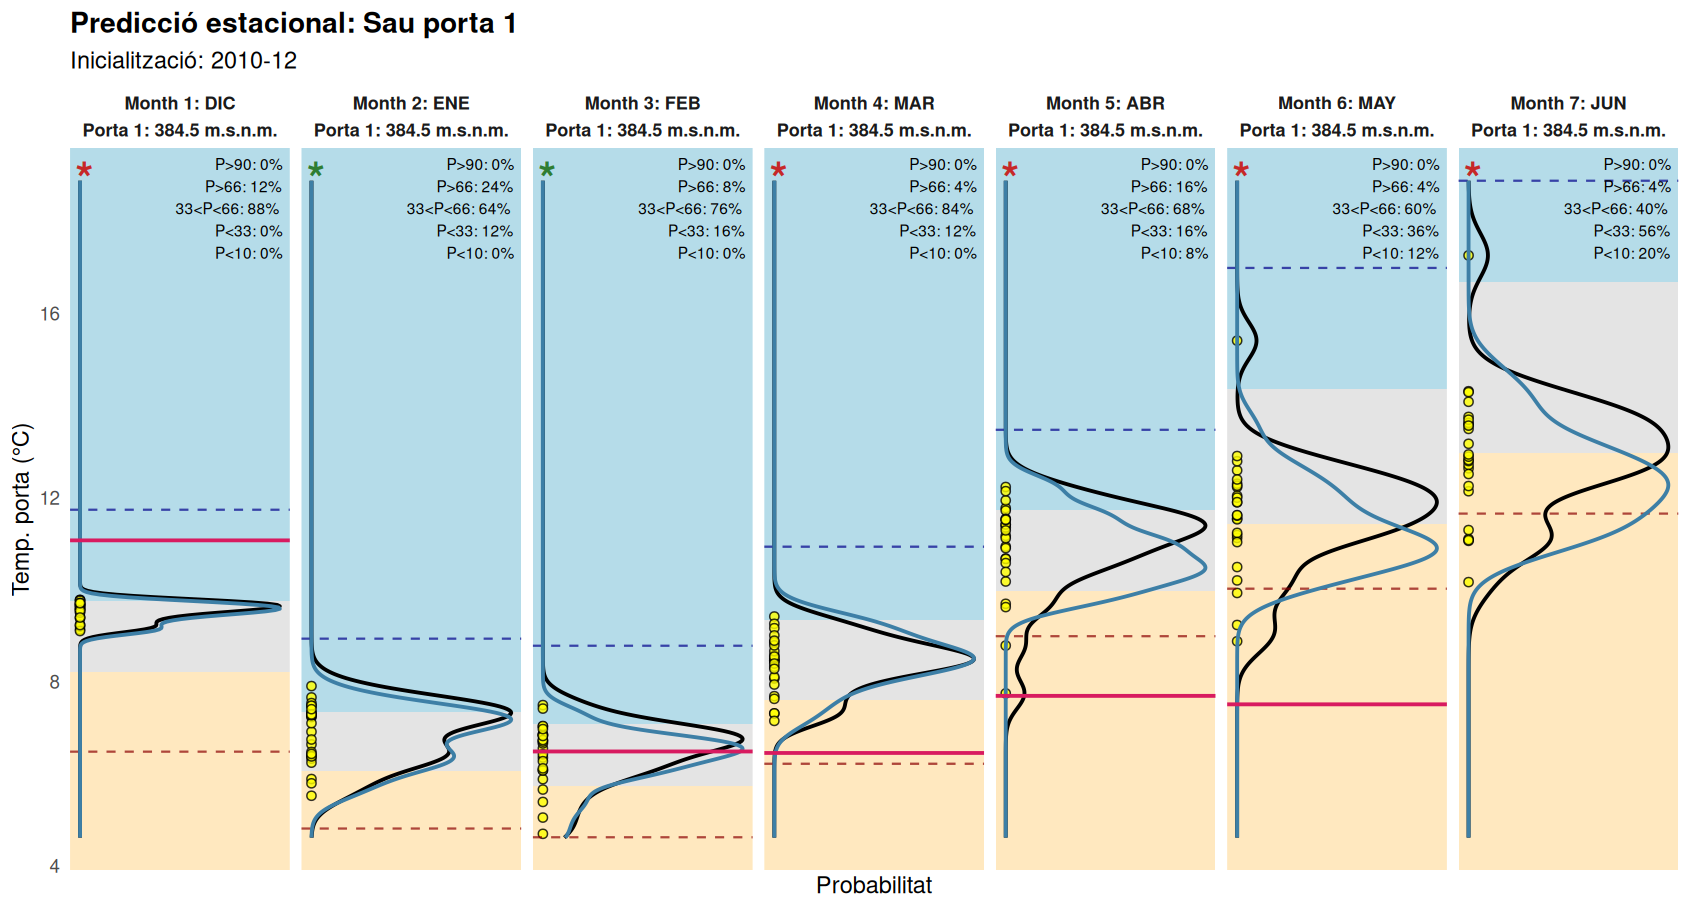 Predicció estacional: Sau porta 1
Inicialització: 2010-12
Month 1: DIC
Porta 1: 384.5 m.s.n.m.
Month 2: ENE
Porta 1: 384.5 m.s.n.m.
Month 3: FEB
Porta 1: 384.5 m.s.n.m.
Month 4: MAR
Porta 1: 384.5 m.s.n.m.
Month 5: ABR
Porta 1: 384.5 m.s.n.m.
Month 6: MAY
Porta 1: 384.5 m.s.n.m.
Month 7: JUN
Porta 1: 384.5 m.s.n.m.
*
P>90: 0%
P>66: 12%
33<P<66: 88%
P<33: 0%
P<10: 0%
*
P>90: 0%
P>66: 24%
33<P<66: 64%
P<33: 12%
P<10: 0%
*
P>90: 0%
P>66: 8%
33<P<66: 76%
P<33: 16%
P<10: 0%
*
P>90: 0%
P>66: 4%
33<P<66: 84%
P<33: 12%
P<10: 0%
*
P>90: 0%
P>66: 16%
33<P<66: 68%
P<33: 16%
P<10: 8%
*
P>90: 0%
P>66: 4%
33<P<66: 60%
P<33: 36%
P<10: 12%
*
P>90: 0%
P>66: 4%
33<P<66: 40%
P<33: 56%
P<10: 20%
Temp. porta (°C)
16
12
8
4
Probabilitat